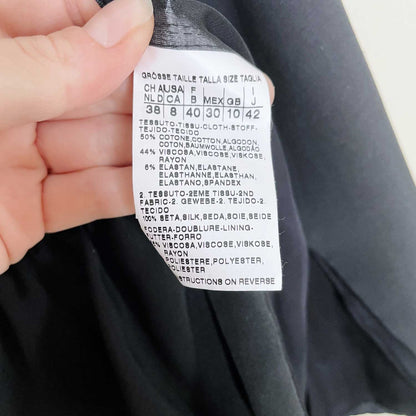 GRÖSSE TAILLE TALLA SIZE TAGLIA
CH A USA F I
NL D CA B MEX GB J
38 8 40 30 10 42
TESSUTO-TISSU-CLOTH-STOFF-
TEJIDO-TECIDO
50% COTONE,COTTON,ALGODON
COTON,BAUMWOLLE,ALGODÃO
44% VISCOSA,VISCOSE,VISKOSE,
RAYON
6% ELASTAN,ELASTANE,
ELASTHANNE,ELASTHAN,
ELASTANO,SPANDEX
2. TESSUTO-2EME TISSU-2ND
FABRIC-2. GEWEBE-2. TEJIDO-2.
TECIDO
100% SETA,SILK,SEDA,SOIE,SEIDE
FODERA-DOUBLURE-LINING-
FUTTER-FORRO
% VISCOSA,VISCOSE,VISKOSE,
RAYON
POLIESTERE,POLYESTER,
POLYESTER
INSTRUCTIONS ON REVERSE